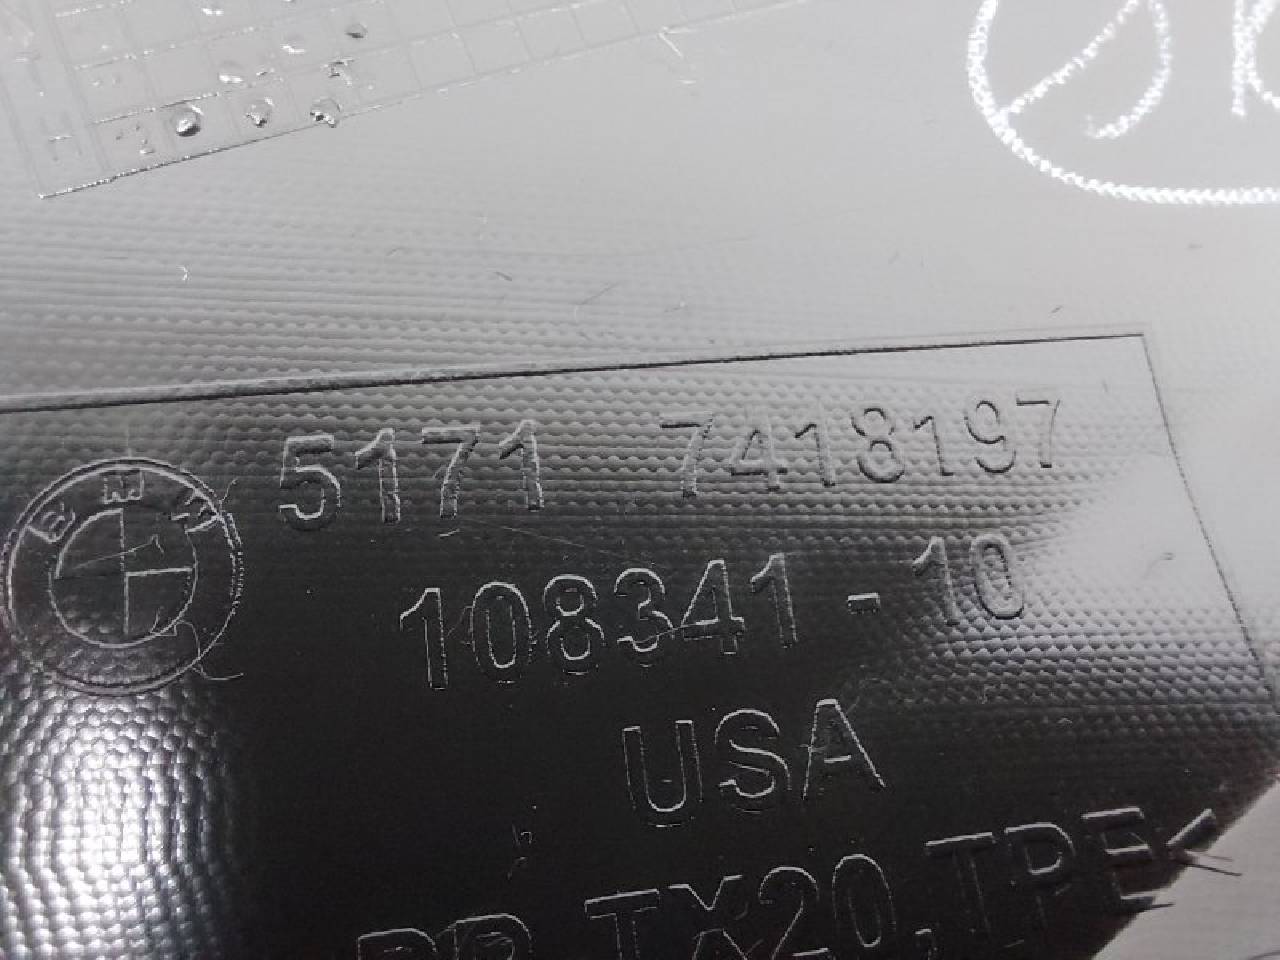 BMW
5171 7418197
108341-10
USA
TX20,TPE<